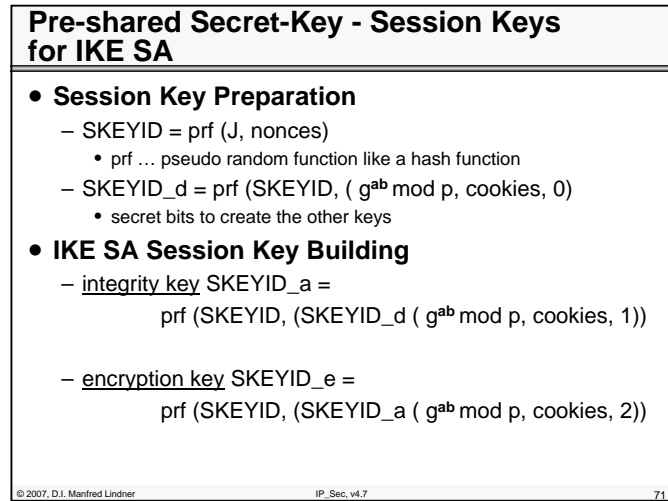 Pre-shared Secret-Key - Session Keys
for IKE SA
• Session Key Preparation
– SKEYID = prf (J, nonces)
• prf … pseudo random function like a hash function
– SKEYID_d = prf (SKEYID, ( gab mod p, cookies, 0)
• secret bits to create the other keys
• IKE SA Session Key Building
– integrity key SKEYID_a =
prf (SKEYID, (SKEYID_d ( gab mod p, cookies, 1))
– encryption key SKEYID_e =
prf (SKEYID, (SKEYID_a ( gab mod p, cookies, 2))
© 2007, D.I. Manfred Lindner IP_Sec, v4.7 71